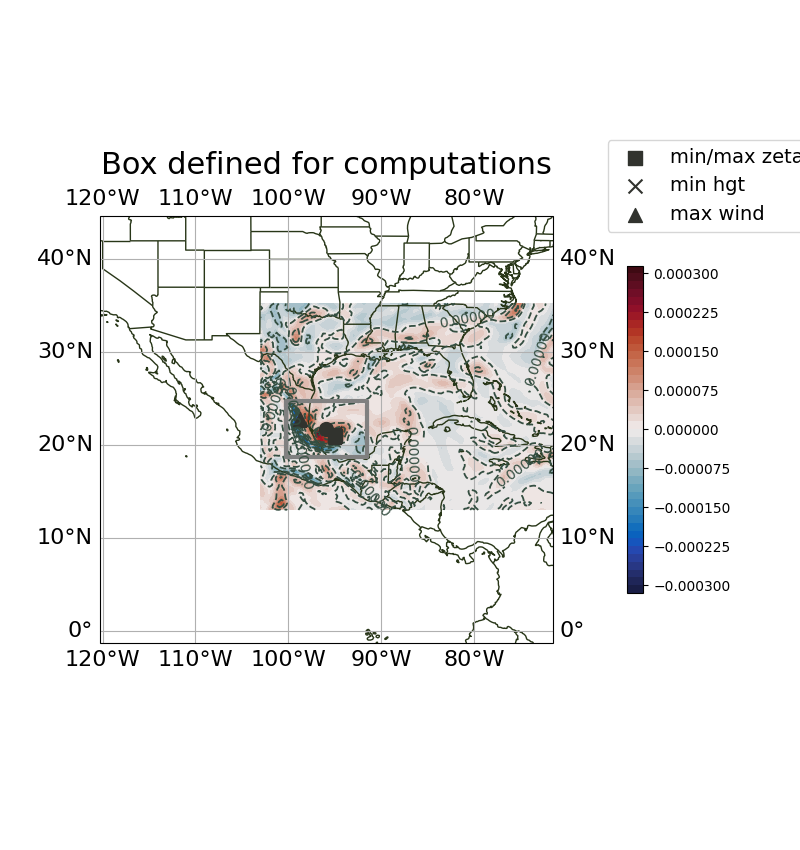 Box defined for computations
120°W 110°W 100°W 90°W 80°W
min/max zeta
min hgt
max wind
40°N 40°N
30°N 30°N
20°N 20°N
10°N 10°N
0° 0°
120°W 110°W 100°W 90°W 80°W
0.000300
0.000225
0.000150
0.000075
0.000000
−0.000075
−0.000150
−0.000225
−0.000300
0.00000